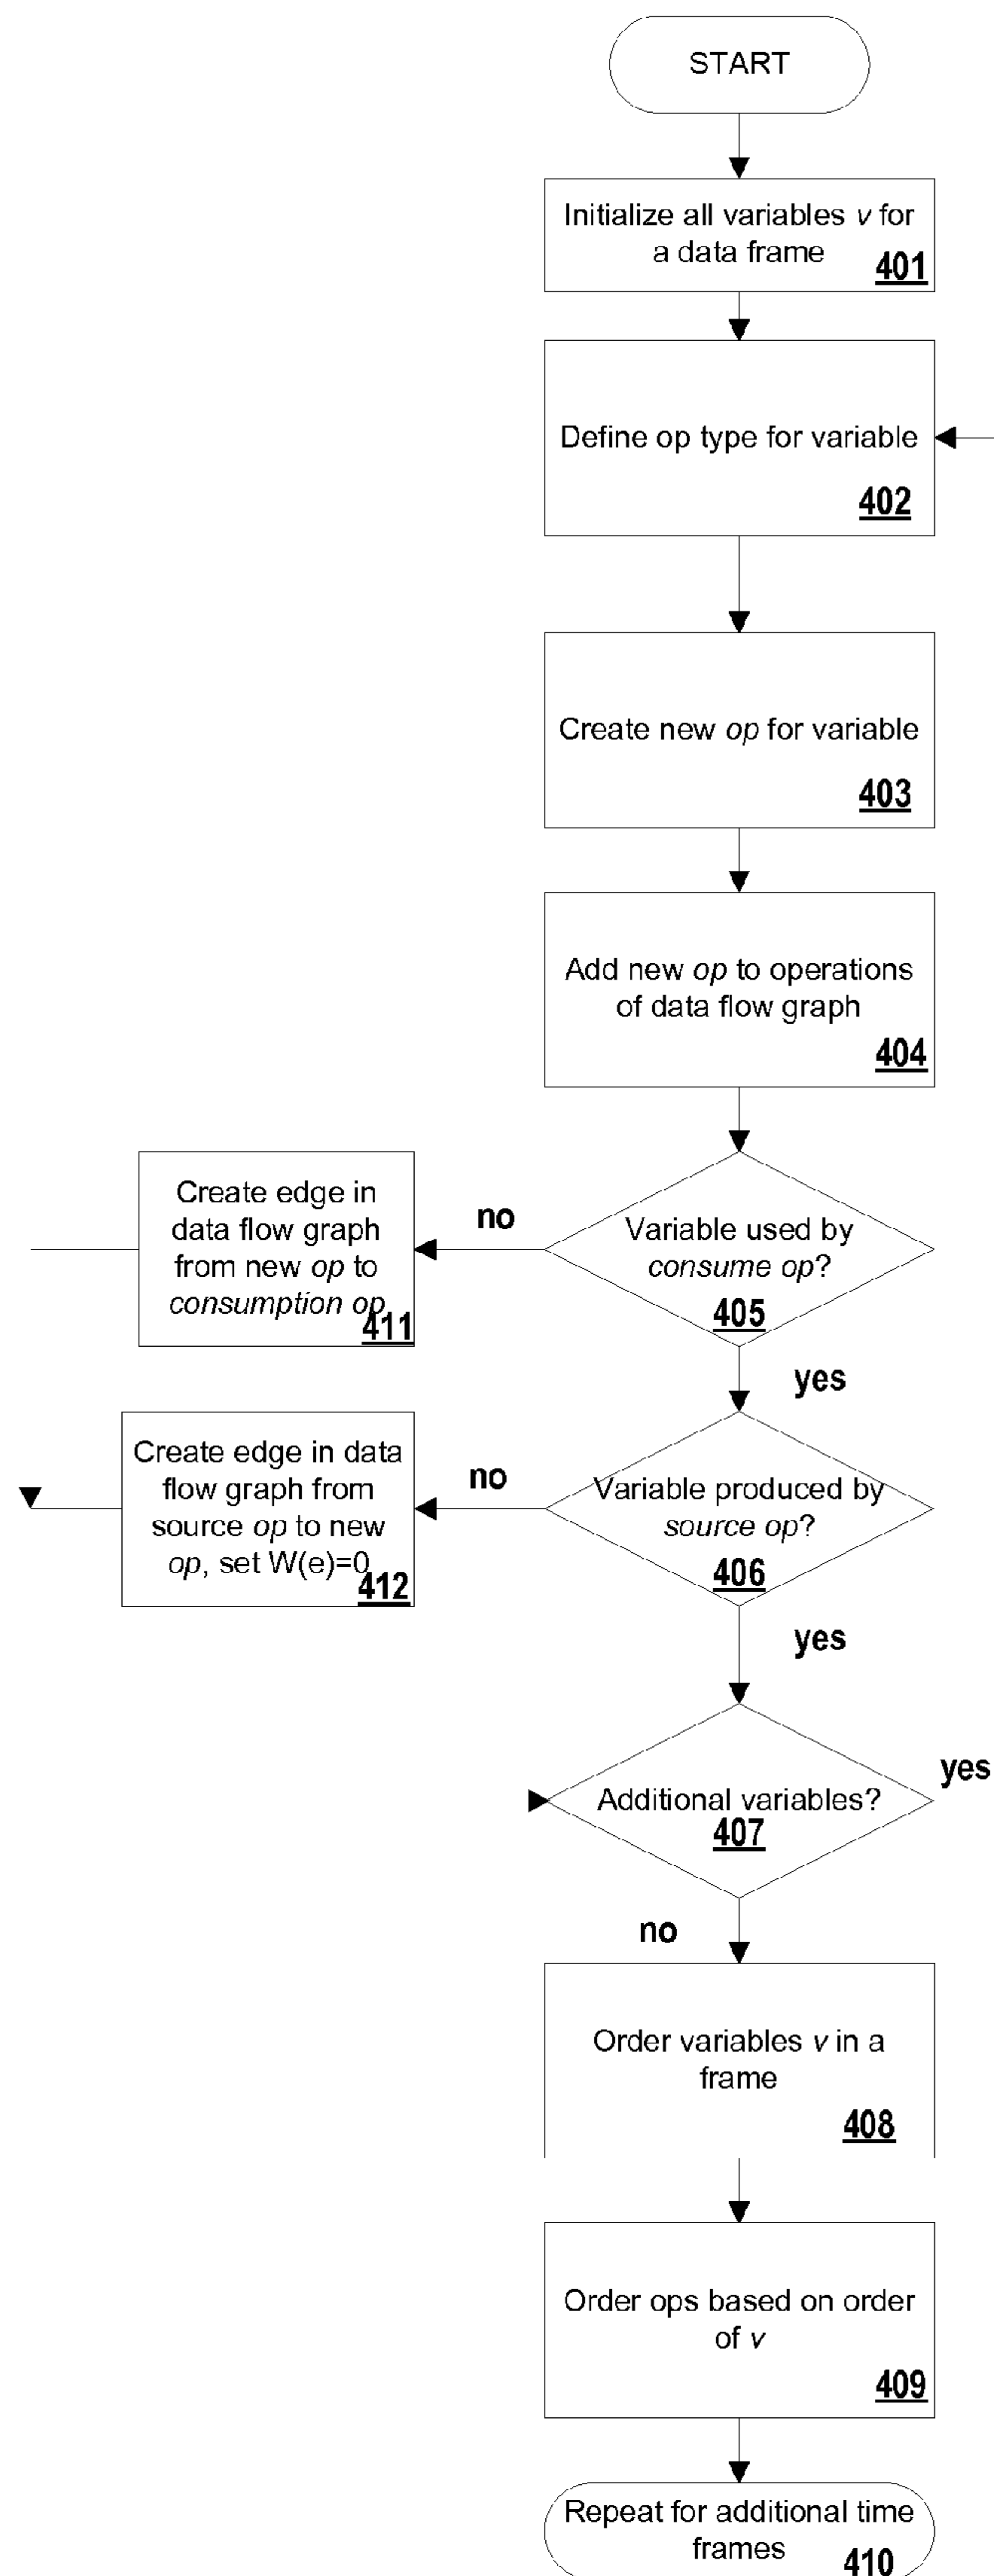 START
Initialize all variables v for
a data frame
401
Define op type for variable
402
Create new op for variable
403
Add new op to operations
of data flow graph
404
Create edge in
data flow graph
from new op to
consumption op
411
no
Variable used by
consume op?
405
yes
Create edge in data
flow graph from
source op to new
op, set W(e)=0
412
no
Variable produced by
source op?
406
yes
Additional variables?
407
yes
no
Order variables v in a
frame
408
Order ops based on order
of v
409
Repeat for additional time
frames
410